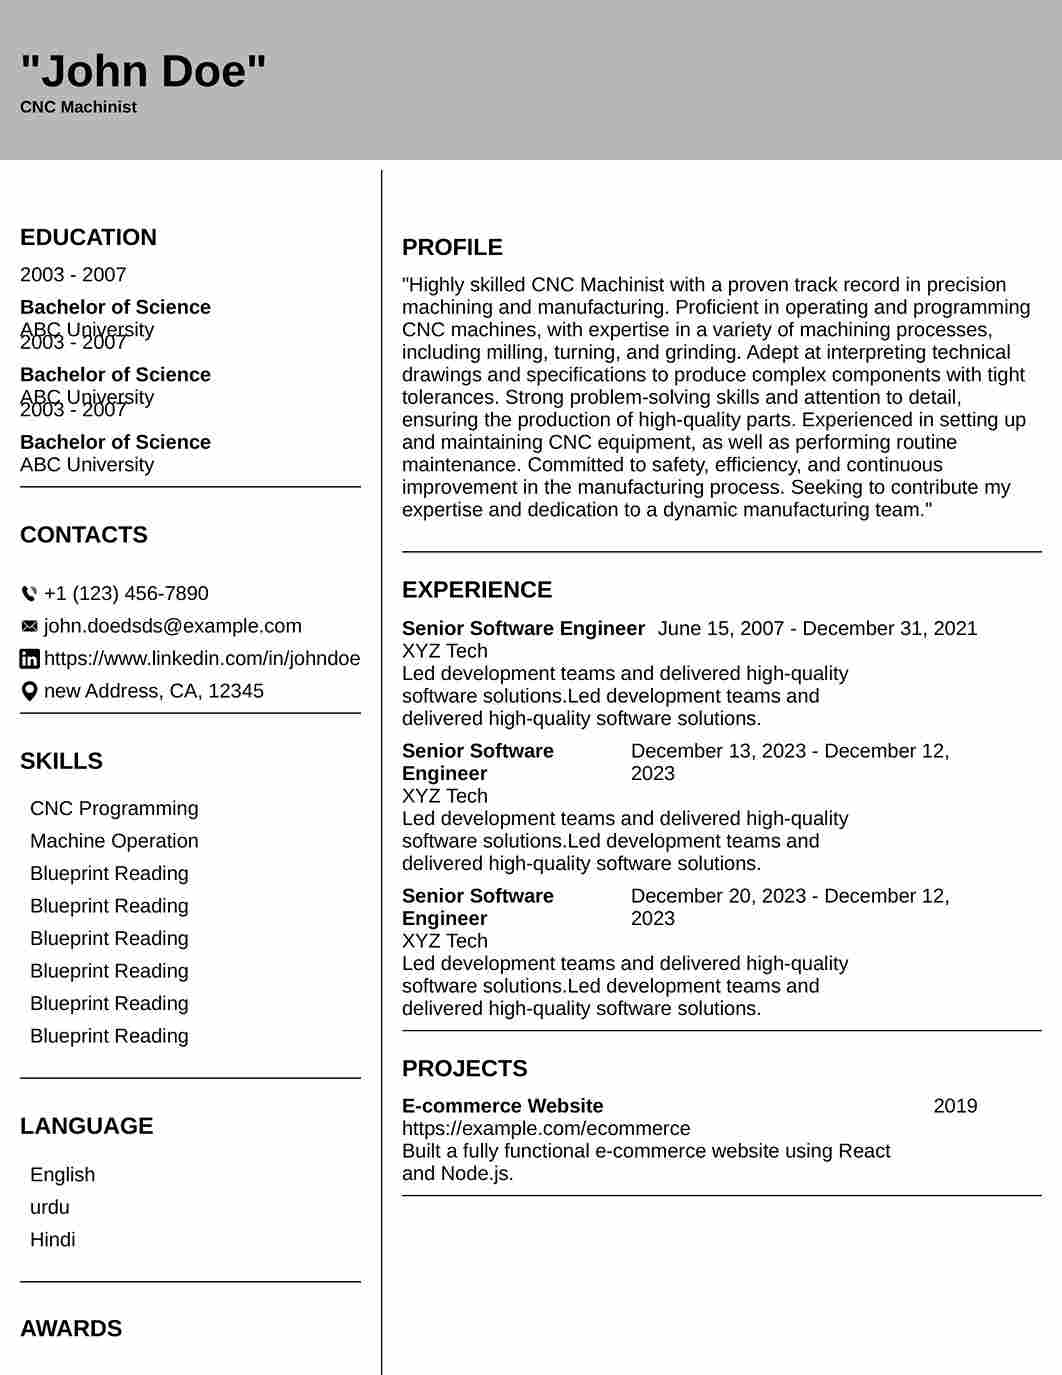 "John Doe"
CNC Machinist
EDUCATION
2003 - 2007
Bachelor of Science
ABC University
2003 - 2007
Bachelor of Science
ABC University
2003 - 2007
Bachelor of Science
ABC University
CONTACTS
+1 (123) 456-7890
john.doedsds@example.com
https://www.linkedin.com/in/johndoe
new Address, CA, 12345
SKILLS
CNC Programming
Machine Operation
Blueprint Reading
Blueprint Reading
Blueprint Reading
Blueprint Reading
Blueprint Reading
Blueprint Reading
LANGUAGE
English
urdu
Hindi
AWARDS
PROFILE
"Highly skilled CNC Machinist with a proven track record in precision
machining and manufacturing. Proficient in operating and programming
CNC machines, with expertise in a variety of machining processes,
including milling, turning, and grinding. Adept at interpreting technical
drawings and specifications to produce complex components with tight
tolerances. Strong problem-solving skills and attention to detail,
ensuring the production of high-quality parts. Experienced in setting up
and maintaining CNC equipment, as well as performing routine
maintenance. Committed to safety, efficiency, and continuous
improvement in the manufacturing process. Seeking to contribute my
expertise and dedication to a dynamic manufacturing team."
EXPERIENCE
Senior Software Engineer June 15, 2007 - December 31, 2021
XYZ Tech
Led development teams and delivered high-quality
software solutions.Led development teams and
delivered high-quality software solutions.
Senior Software December 13, 2023 - December 12,
Engineer 2023
XYZ Tech
Led development teams and delivered high-quality
software solutions.Led development teams and
delivered high-quality software solutions.
Senior Software December 20, 2023 - December 12,
Engineer 2023
XYZ Tech
Led development teams and delivered high-quality
software solutions.Led development teams and
delivered high-quality software solutions.
PROJECTS
E-commerce Website 2019
https://example.com/ecommerce
Built a fully functional e-commerce website using React
and Node.js.